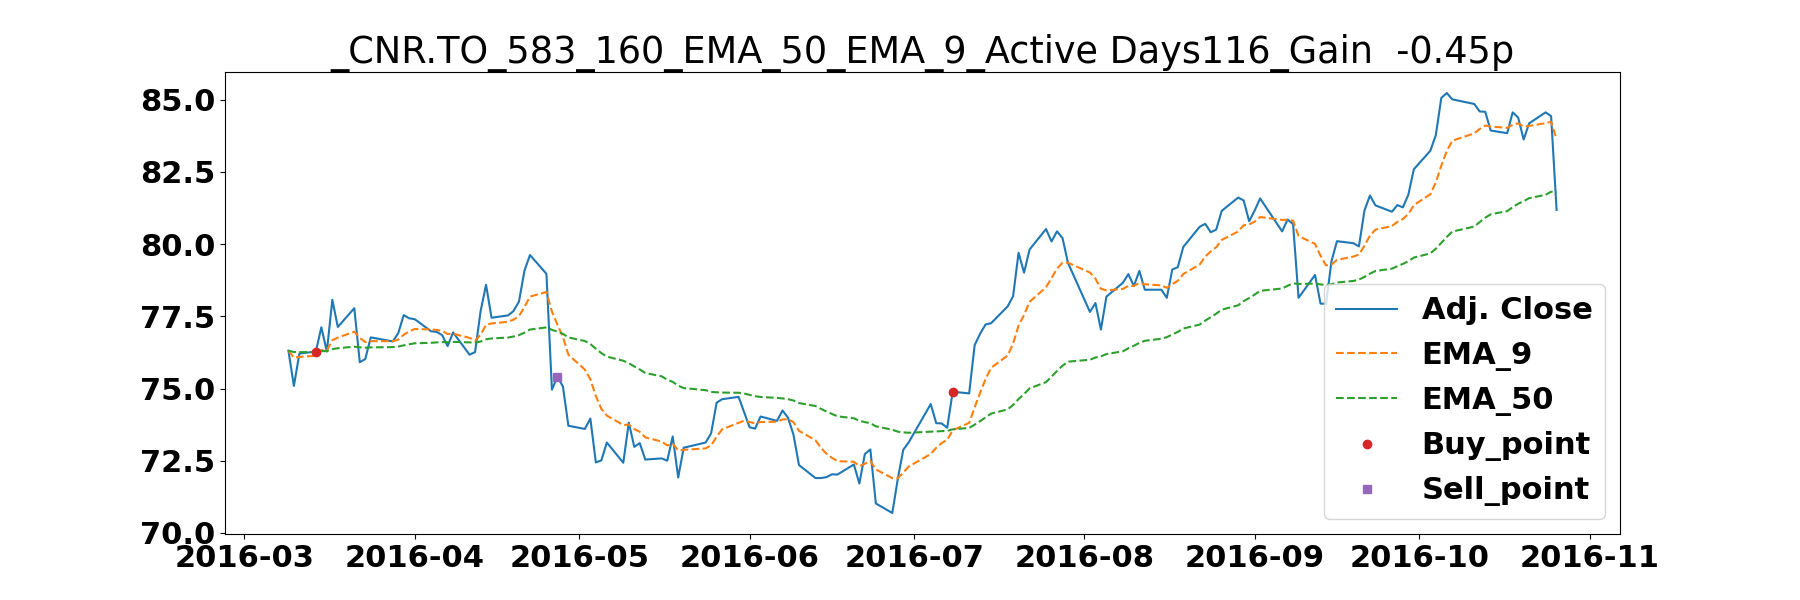 _CNR.TO_583_160_EMA_50_EMA_9_Active Days116_Gain  -0.45p
85.0
82.5
80.0
77.5
75.0
72.5
70.0
2016-03 2016-04 2016-05 2016-06 2016-07 2016-08 2016-09 2016-10 2016-11
Adj. Close
EMA_9
EMA_50
Buy_point
Sell_point